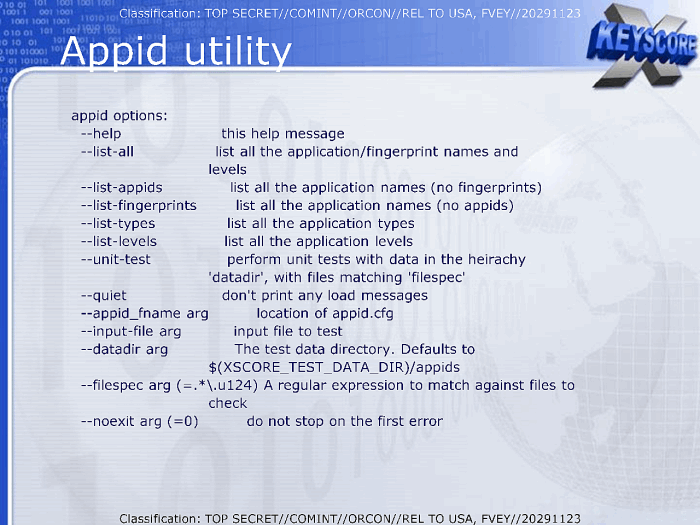 Classification: TOP SECRET//COMINT//ORCON//REL TO USA, FVEY//20291123
Appid utility
KEYSCORE
X
appid options:
--help this help message
--list-all list all the application/fingerprint names and
levels
--list-appids list all the application names (no fingerprints)
--list-fingerprints list all the application names (no appids)
--list-types list all the application types
--list-levels list all the application levels
--unit-test perform unit tests with data in the heirachy
'datadir', with files matching 'filespec'
--quiet don't print any load messages
--appid_fname arg location of appid.cfg
--input-file arg input file to test
--datadir arg The test data directory. Defaults to
$(XSCORE_TEST_DATA_DIR)/appids
--filespec arg (=.*\.u124) A regular expression to match against files to
check
--noexit arg (=0) do not stop on the first error
Classification: TOP SECRET//COMINT//ORCON//REL TO USA, FVEY//20291123